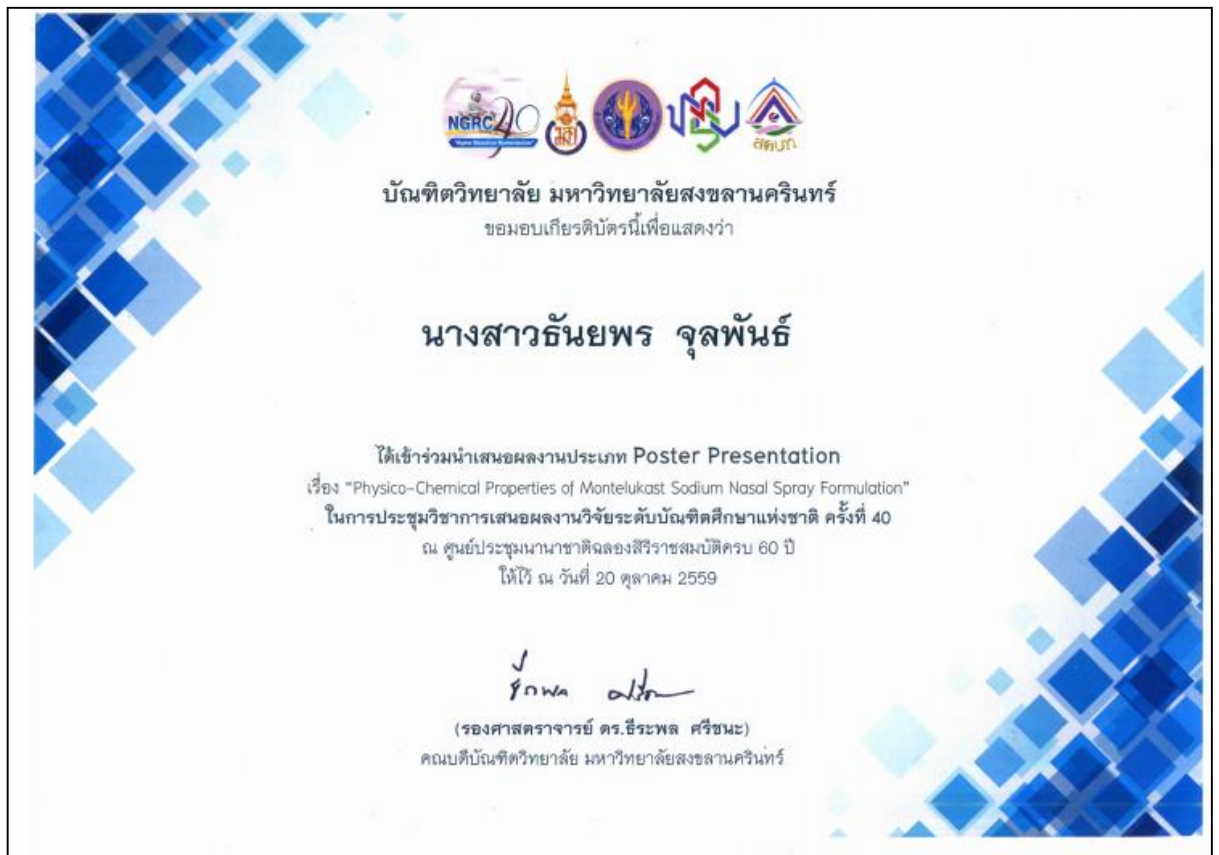 NGRC 40
มอ
สคบท
บัณฑิตวิทยาลัย มหาวิทยาลัยสงขลานครินทร์
ขอมอบเกียรติบัตรนี้เพื่อแสดงว่า
นางสาวธันยพร จุลพันธ์
ได้เข้าร่วมนำเสนอผลงานประเภท Poster Presentation
เรื่อง "Physico-Chemical Properties of Montelukast Sodium Nasal Spray Formulation"
ในการประชุมวิชาการเสนอผลงานวิจัยระดับบัณฑิตศึกษาแห่งชาติ ครั้งที่ 40
ณ ศูนย์ประชุมนานาชาติฉลองสิริราชสมบัติครบ 60 ปี
ให้ไว้ ณ วันที่ 20 ตุลาคม 2559
(รองศาสตราจารย์ ดร.ธีระพล ศรีชนะ)
คณบดีบัณฑิตวิทยาลัย มหาวิทยาลัยสงขลานครินทร์